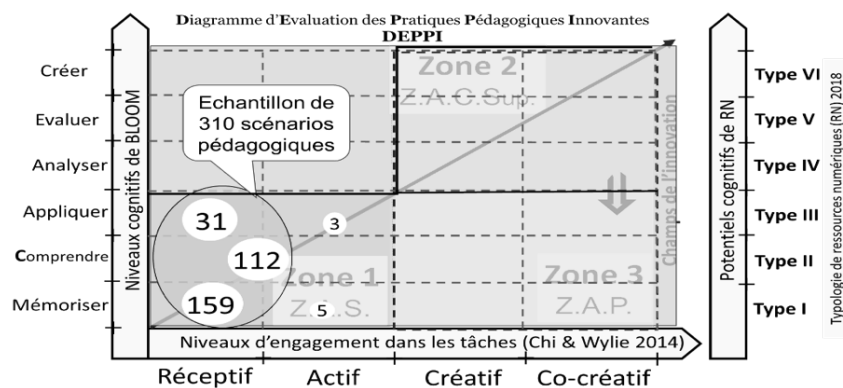 Diagramme d'Evaluation des Pratiques Pédagogiques Innovantes
DEPPI
Créer
Evaluer
Analyser
Appliquer
Comprendre
Mémoriser
Niveaux cognitifs de BLOOM
Echantillon de
310 scénarios
pédagogiques
31
3
112
159
5
Zone 1
Z.A.S.
Zone 2
Z.A.C.Sup.
Zone 3
Z.A.P.
Champs de l'innovation
Niveaux d'engagement dans les tâches (Chi & Wylie 2014)
Réceptif
Actif
Créatif
Co-créatif
Potentiels cognitifs de RN
Type VI
Type V
Type IV
Type III
Type II
Type I
Typologie de ressources numériques (RN) 2018